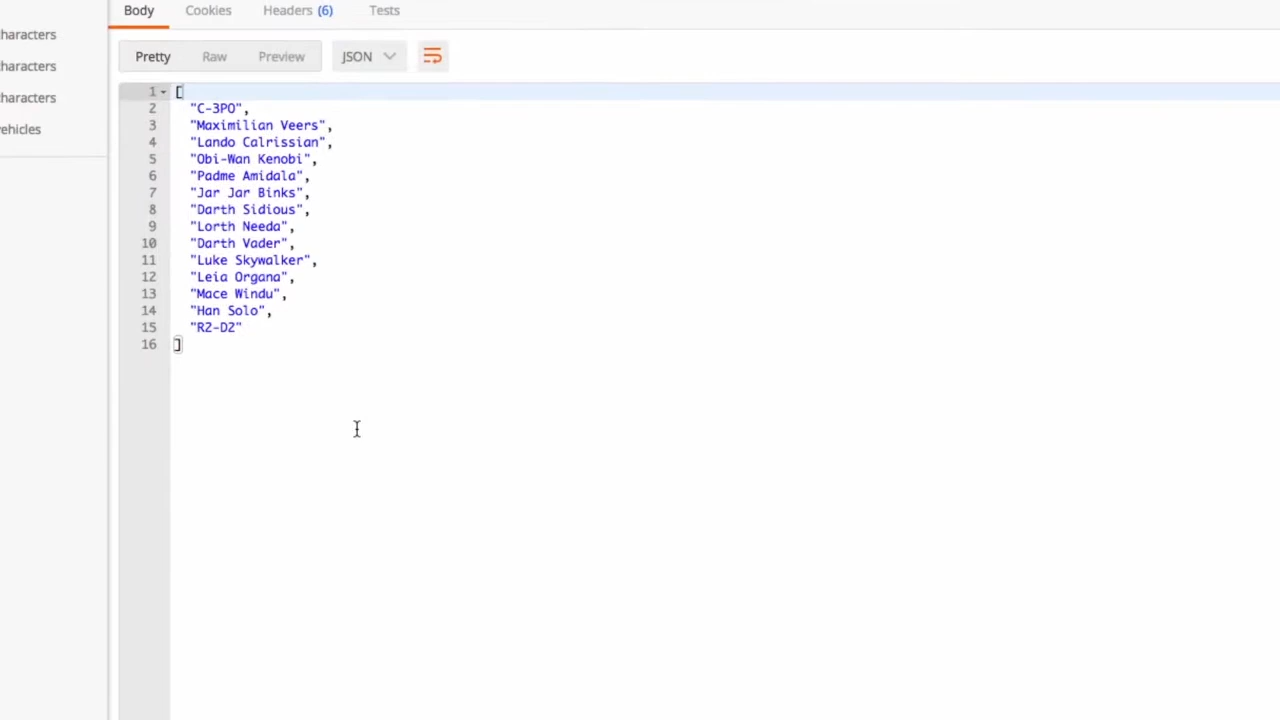 Body Cookies Headers (6) Tests
haracters
haracters
haracters
ehicles
Pretty Raw Preview JSON
1 [
2 "C-3PO",
3 "Maximilian Veers",
4 "Lando Calrissian",
5 "Obi-Wan Kenobi",
6 "Padme Amidala",
7 "Jar Jar Binks",
8 "Darth Sidious",
9 "Lorth Needa",
10 "Darth Vader",
11 "Luke Skywalker",
12 "Leia Organa",
13 "Mace Windu",
14 "Han Solo",
15 "R2-D2"
16 ]